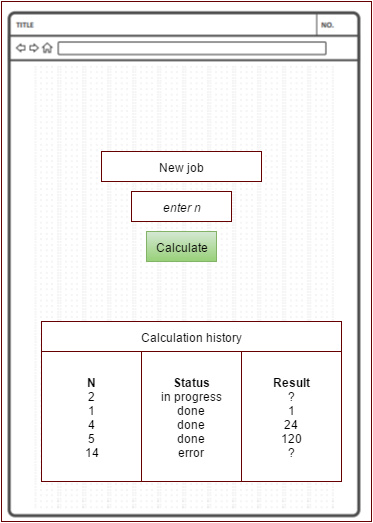 TITLE NO.
New job
enter n
Calculate
Calculation history
N Status Result
2 in progress ?
1 done 1
4 done 24
5 done 120
14 error ?